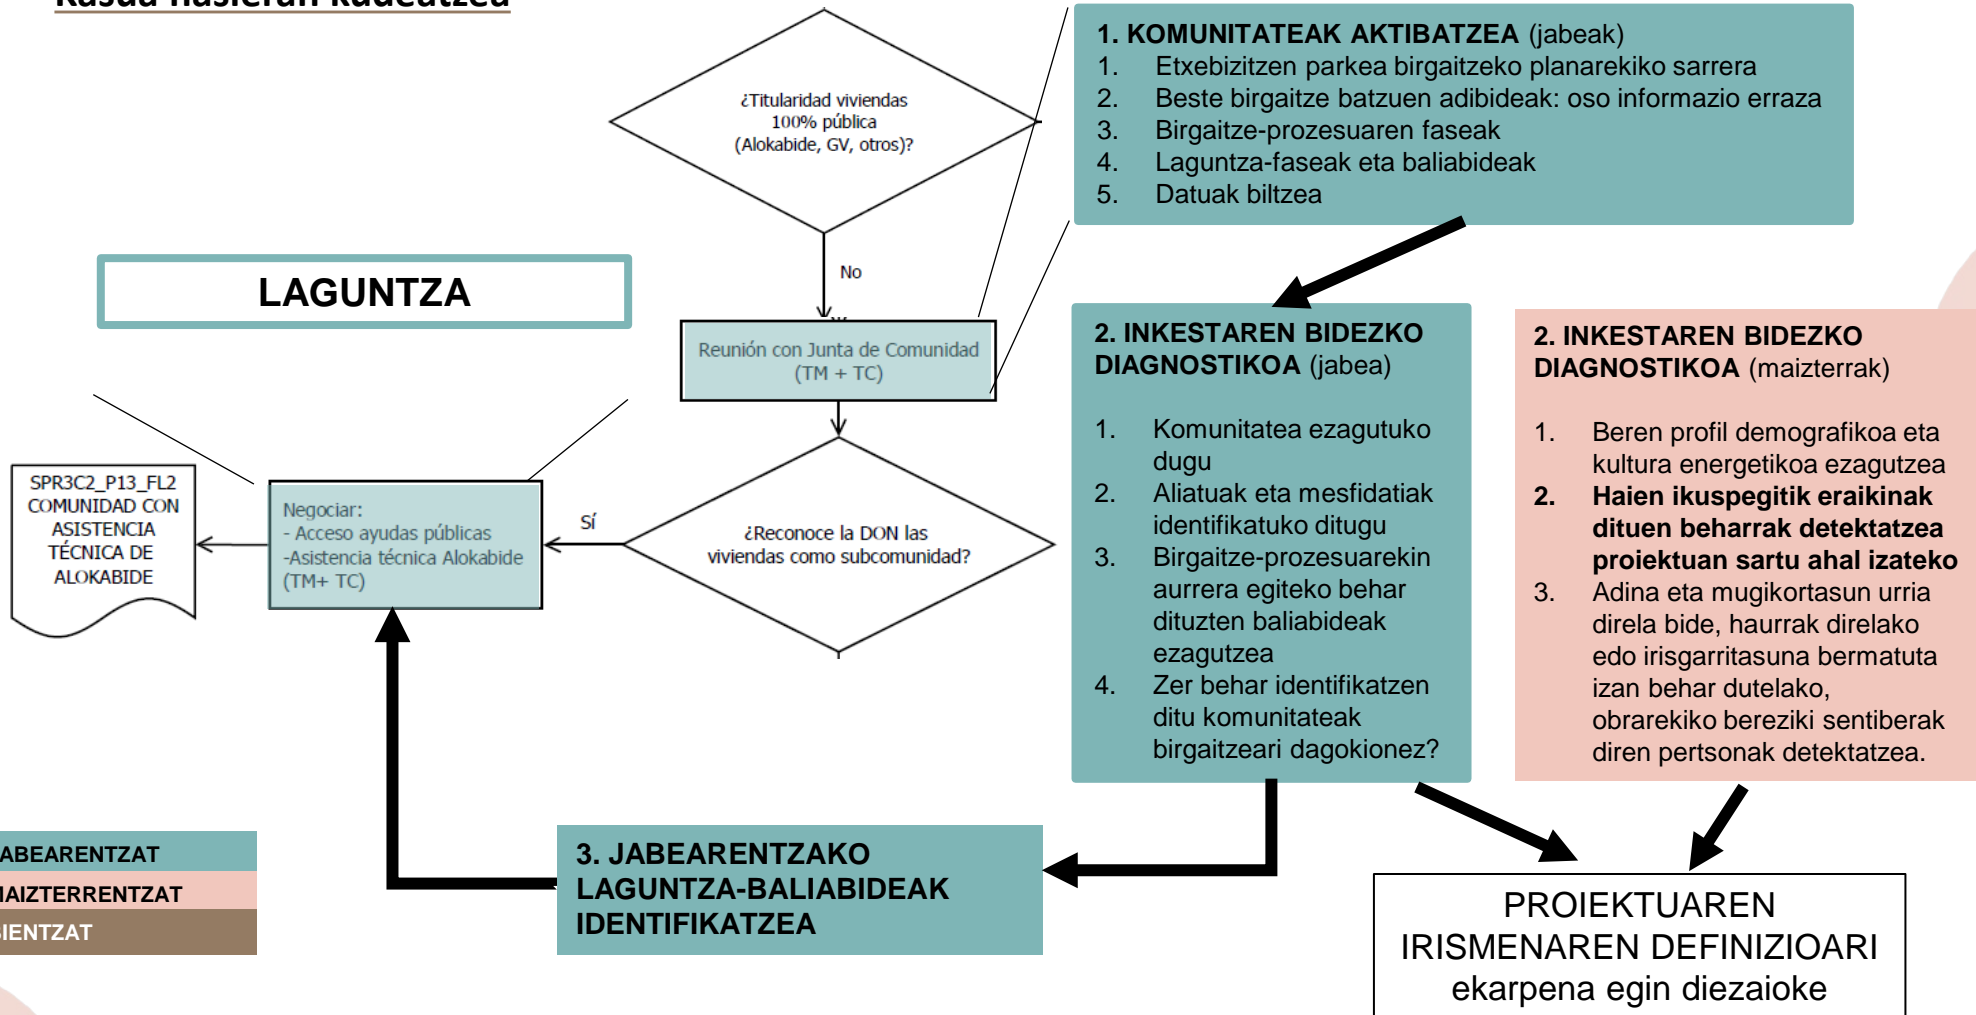 Kasua hasieran kudeatzea
¿Titularidad viviendas
100% pública
(Alokabide, GV, otros)?
No
1. KOMUNITATEAK AKTIBATZEA (jabeak)
1. Etxebizitzen parkea birgaitzeko planarekiko sarrera
2. Beste birgaitze batzuen adibideak: oso informazio erraza
3. Birgaitze-prozesuaren faseak
4. Laguntza-faseak eta baliabideak
5. Datuak biltzea
LAGUNTZA
Reunión con Junta de Comunidad
(TM + TC)
¿Reconoce la DON las
viviendas como subcomunidad?
Sí
Negociar:
- Acceso ayudas públicas
-Asistencia técnica Alokabide
(TM+ TC)
SPR3C2_P13_FL2
COMUNIDAD CON
ASISTENCIA
TÉCNICA DE
ALOKABIDE
2. INKESTAREN BIDEZKO
DIAGNOSTIKOA (jabea)
1. Komunitatea ezagutuko
dugu
2. Aliatuak eta mesfidatiak
identifikatuko ditugu
3. Birgaitze-prozesuarekin
aurrera egiteko behar
dituzten baliabideak
ezagutzea
4. Zer behar identifikatzen
ditu komunitateak
birgaitzeari dagokionez?
2. INKESTAREN BIDEZKO
DIAGNOSTIKOA (maizterrak)
1. Beren profil demografikoa eta
kultura energetikoa ezagutzea
2. Haien ikuspegitik eraikinak
dituen beharrak detektatzea
proiektuan sartu ahal izateko
3. Adina eta mugikortasun urria
direla bide, haurrak direlako
edo irisgarritasuna bermatuta
izan behar dutelako,
obrarekiko bereziki sentiberak
diren pertsonak detektatzea.
3. JABEARENTZAKO
LAGUNTZA-BALIABIDEAK
IDENTIFIKATZEA
PROIEKTUAREN
IRISMENAREN DEFINIZIOARI
ekarpena egin diezaioke
ABEARENTZAT
MAIZTERRENTZAT
BIENTZAT